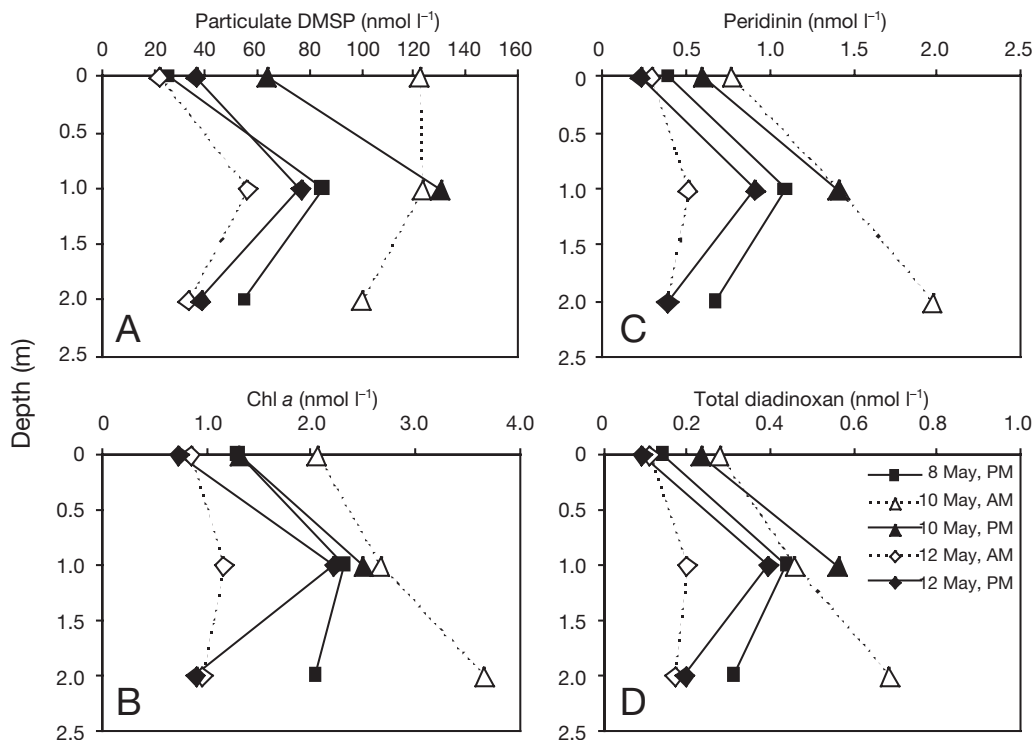 Particulate DMSP (nmol l⁻¹)
0 20 40 60 80 100 120 140 160
0
0.5
1.0
1.5
2.0
2.5
A
Peridinin (nmol l⁻¹)
0 0.5 1.0 1.5 2.0 2.5
0
0.5
1.0
1.5
2.0
2.5
C
Depth (m)
Chl a (nmol l⁻¹)
0 1.0 2.0 3.0 4.0
0
0.5
1.0
1.5
2.0
2.5
B
Total diadinoxan (nmol l⁻¹)
0 0.2 0.4 0.6 0.8 1.0
0
0.5
1.0
1.5
2.0
2.5
D
8 May, PM
10 May, AM
10 May, PM
12 May, AM
12 May, PM